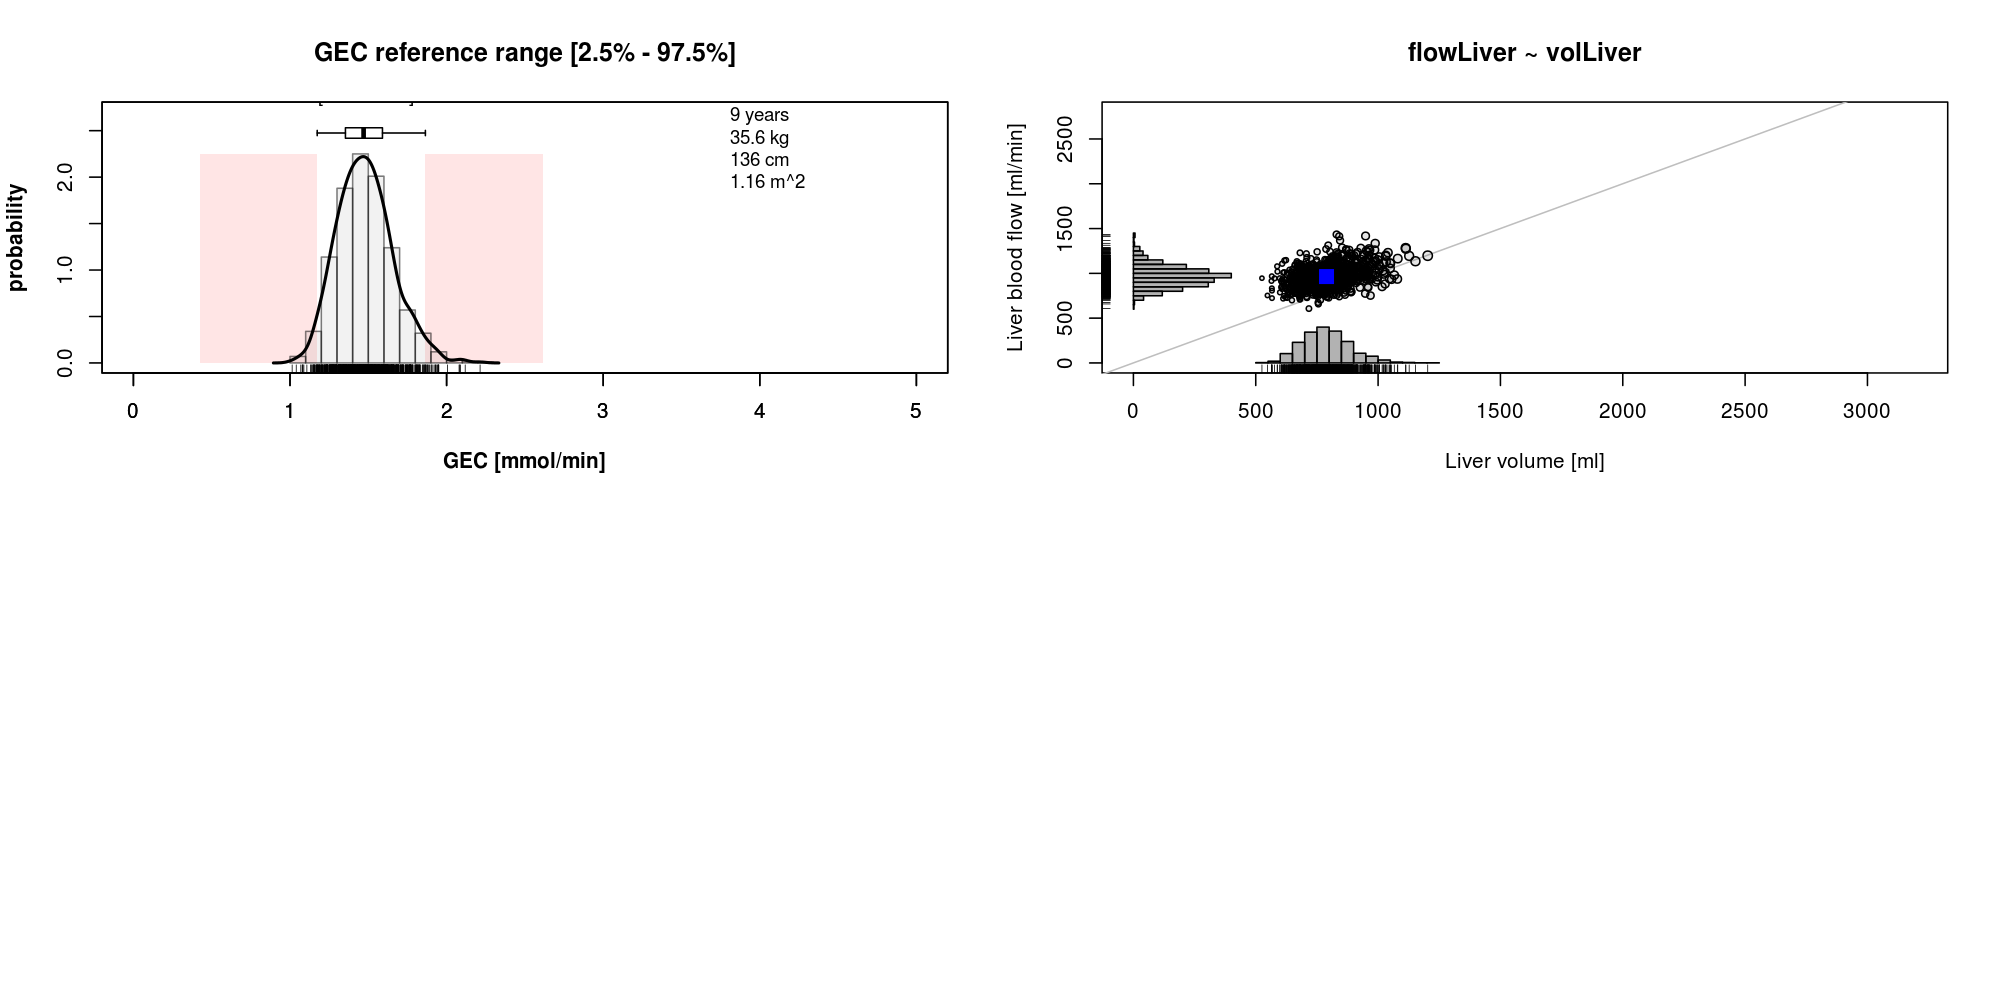 GEC reference range [2.5% - 97.5%]
9 years
35.6 kg
136 cm
1.16 m^2
probability
0.0
1.0
2.0
0
1
2
3
4
5
GEC [mmol/min]
flowLiver ~ volLiver
Liver blood flow [ml/min]
0
500
1500
2500
0
500
1000
1500
2000
2500
3000
Liver volume [ml]